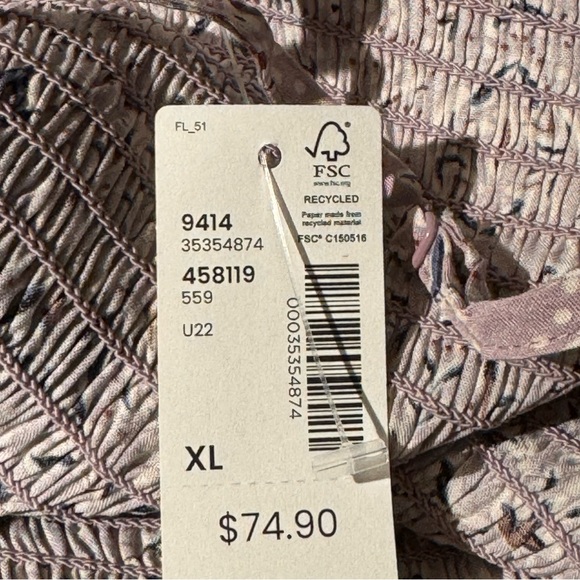 FL_51
FSC
www.fsc.org
RECYCLED
Paper made from
recycled material
FSC® C150516
9414
35354874
458119
559
U22
00035354874
XL
$74.90